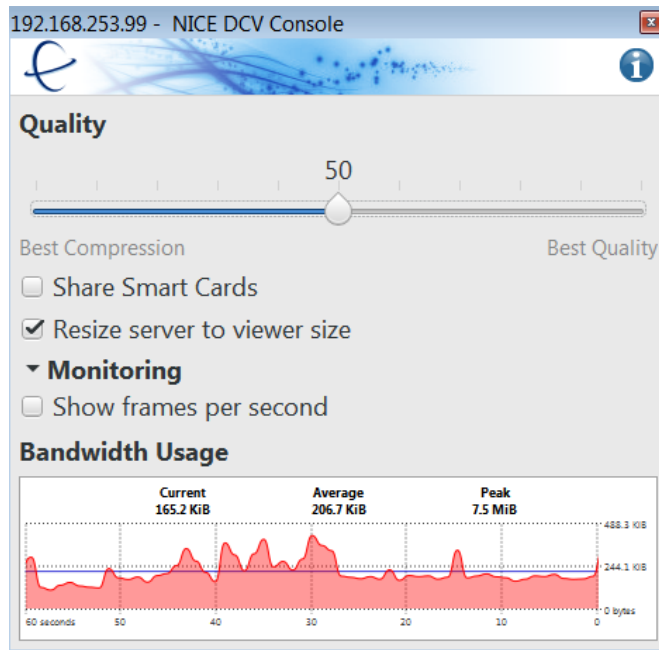 192.168.253.99 - NICE DCV Console
Quality
50
Best Compression Best Quality
Share Smart Cards
Resize server to viewer size
Monitoring
Show frames per second
Bandwidth Usage
Current Average Peak
165.2 KiB 206.7 KiB 7.5 MiB
488.3 KiB
244.1 KiB
0 bytes
60 seconds 50 40 30 20 10 0